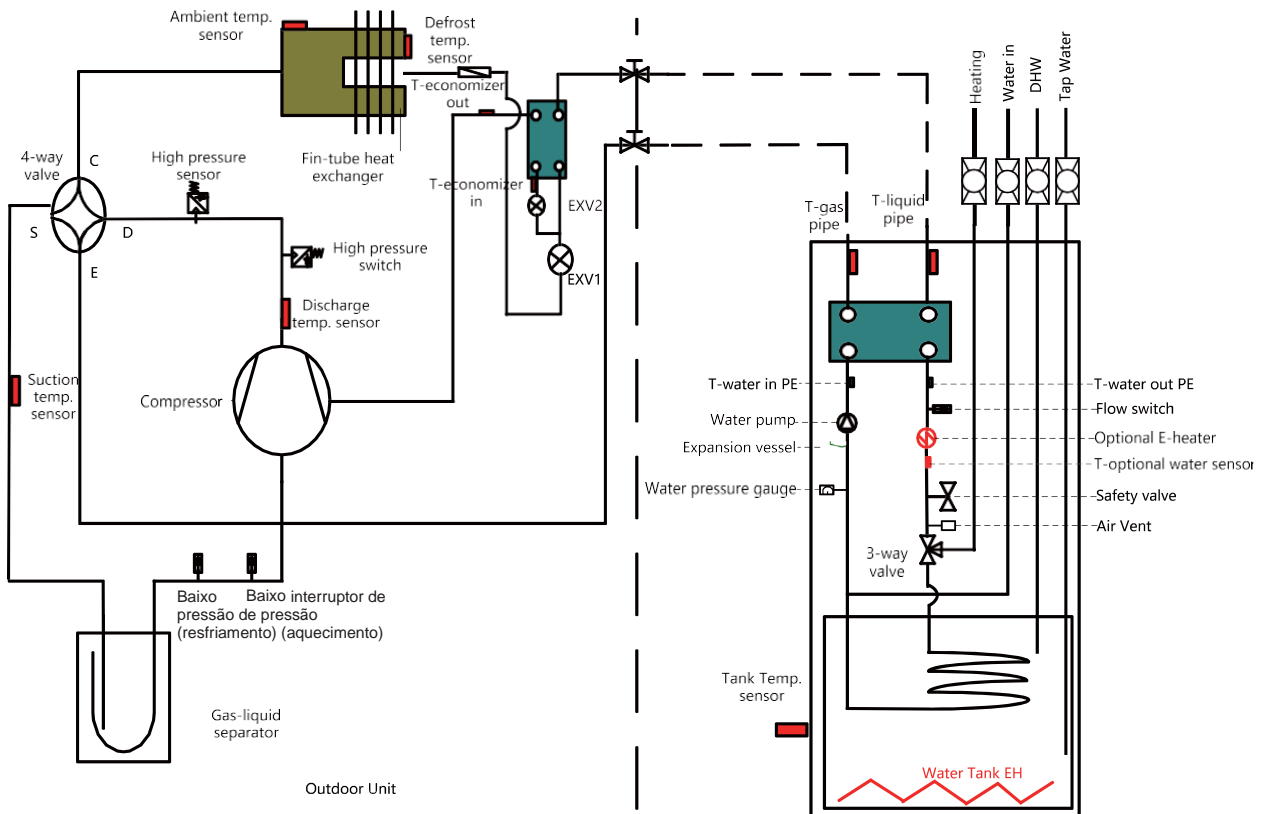 Ambient temp.
sensor
Defrost
temp.
sensor
T-economizer
out
4-way
valve
C
High pressure
sensor
Fin-tube heat
exchanger
T-economizer
in
EXV2
S
D
E
High pressure
switch
EXV1
Discharge
temp. sensor
Suction
temp.
sensor
Compressor
Baixo
pressão de pressão
(resfriamento) (aquecimento)
Baixo interruptor de
Gas-liquid
separator
Outdoor Unit
Heating
Water in
DHW
Tap Water
T-gas
pipe
T-liquid
pipe
T-water in PE
T-water out PE
Water pump
Flow switch
Expansion vessel
Optional E-heater
T-optional water sensor
Water pressure gauge
Safety valve
Air Vent
3-way
valve
Tank Temp.
sensor
Water Tank EH